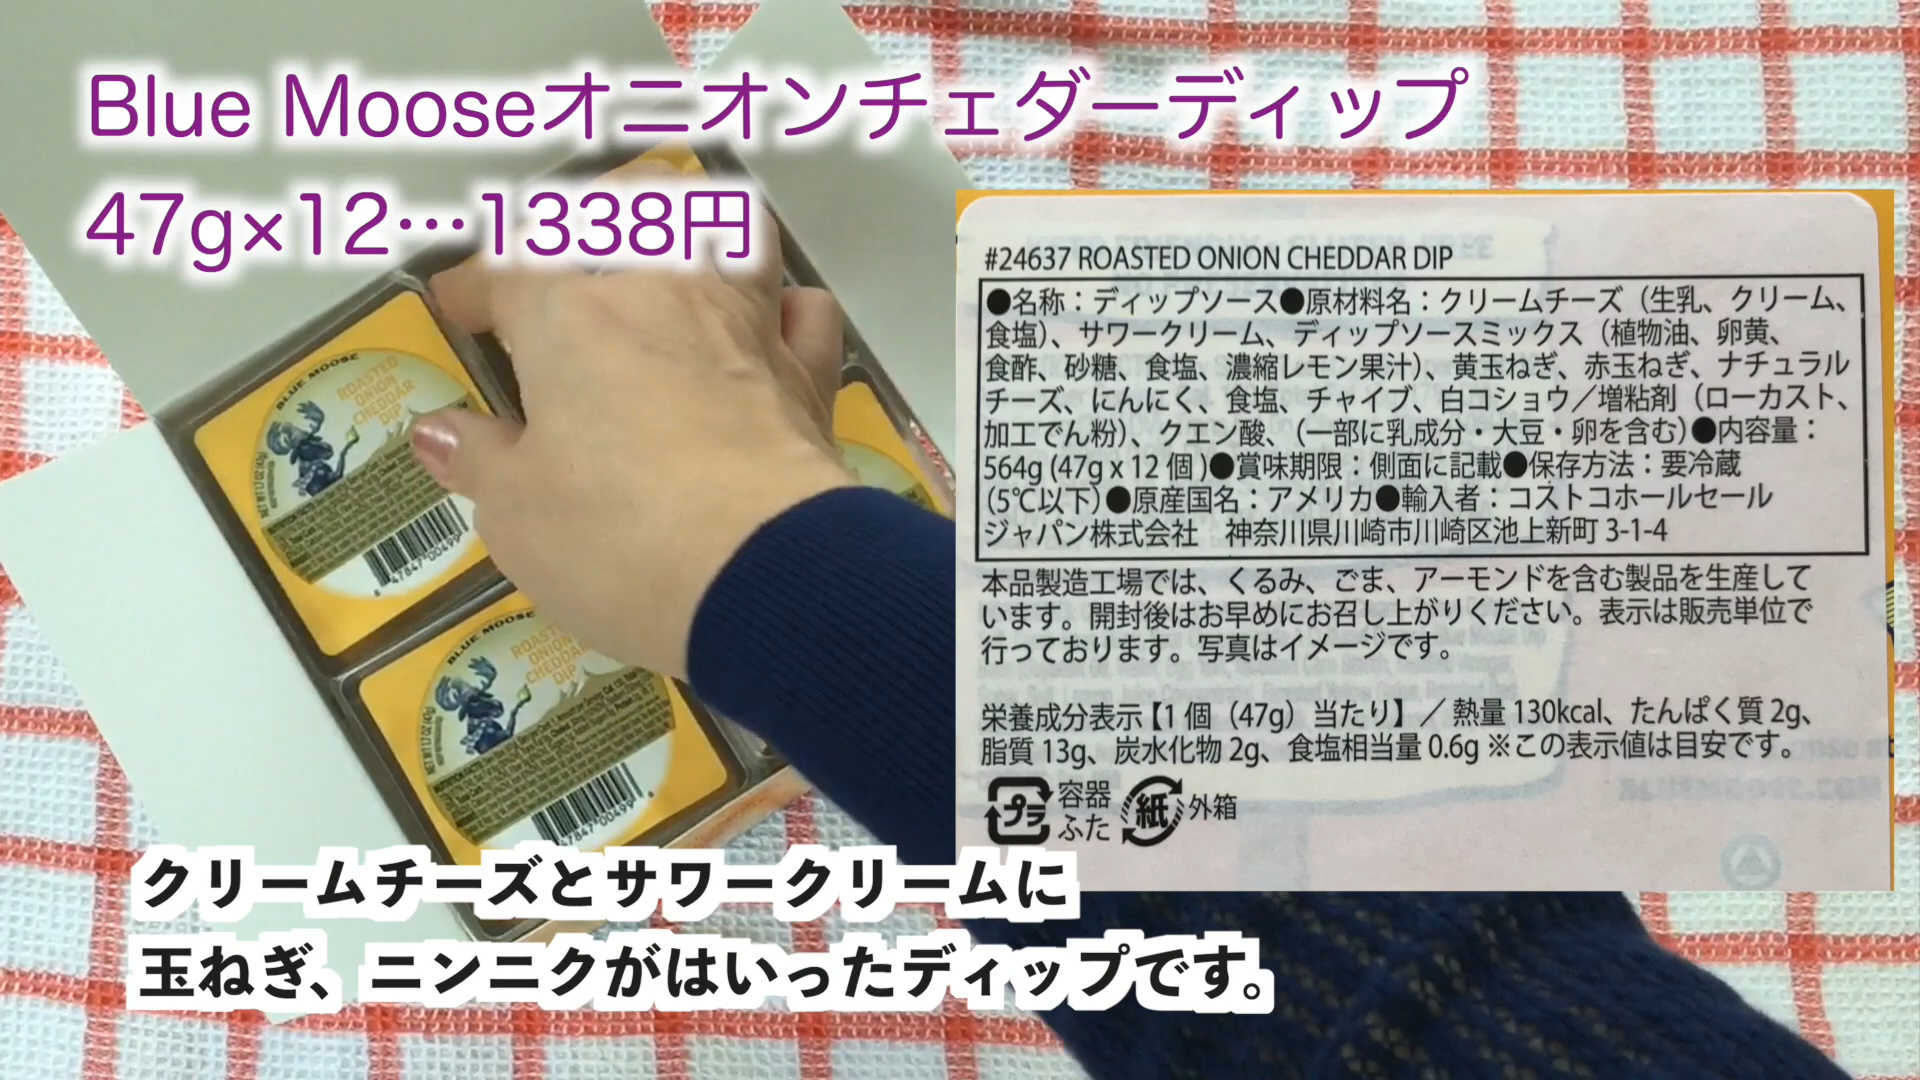 Blue Mooseオニオンチェダーディップ
47g×12…1338円
#24637 ROASTED ONION CHEDDAR DIP
●名称：ディップソース●原材料名：クリームチーズ（生乳、クリーム、
食塩）、サワークリーム、ディップソースミックス（植物油、卵黄、
食酢、砂糖、食塩、濃縮レモン果汁）、黄玉ねぎ、赤玉ねぎ、ナチュラル
チーズ、にんにく、食塩、チャイブ、白コショウ／増粘剤（ローカスト、
加工でん粉）、クエン酸、（一部に乳成分・大豆・卵を含む）●内容量：
564g (47g x 12 個 )●賞味期限：側面に記載●保存方法：要冷蔵
（5℃以下）●原産国名：アメリカ●輸入者：コストコホールセール
ジャパン株式会社　神奈川県川崎市川崎区池上新町 3-1-4
本品製造工場では、くるみ、ごま、アーモンドを含む製品を生産して
います。開封後はお早めにお召し上がりください。表示は販売単位で
行っております。写真はイメージです。
栄養成分表示【1 個（47g）当たり】／熱量 130kcal、たんぱく質 2g、
脂質 13g、炭水化物 2g、食塩相当量 0.6g ※この表示値は目安です。
プラ
容器
ふた
紙
外箱
BLUE MOOSE
ROASTED
ONION
CHEDDAR
DIP
BLUE MOOSE
ONION
DIP
クリームチーズとサワークリームに
玉ねぎ、ニンニクがはいったディップです。